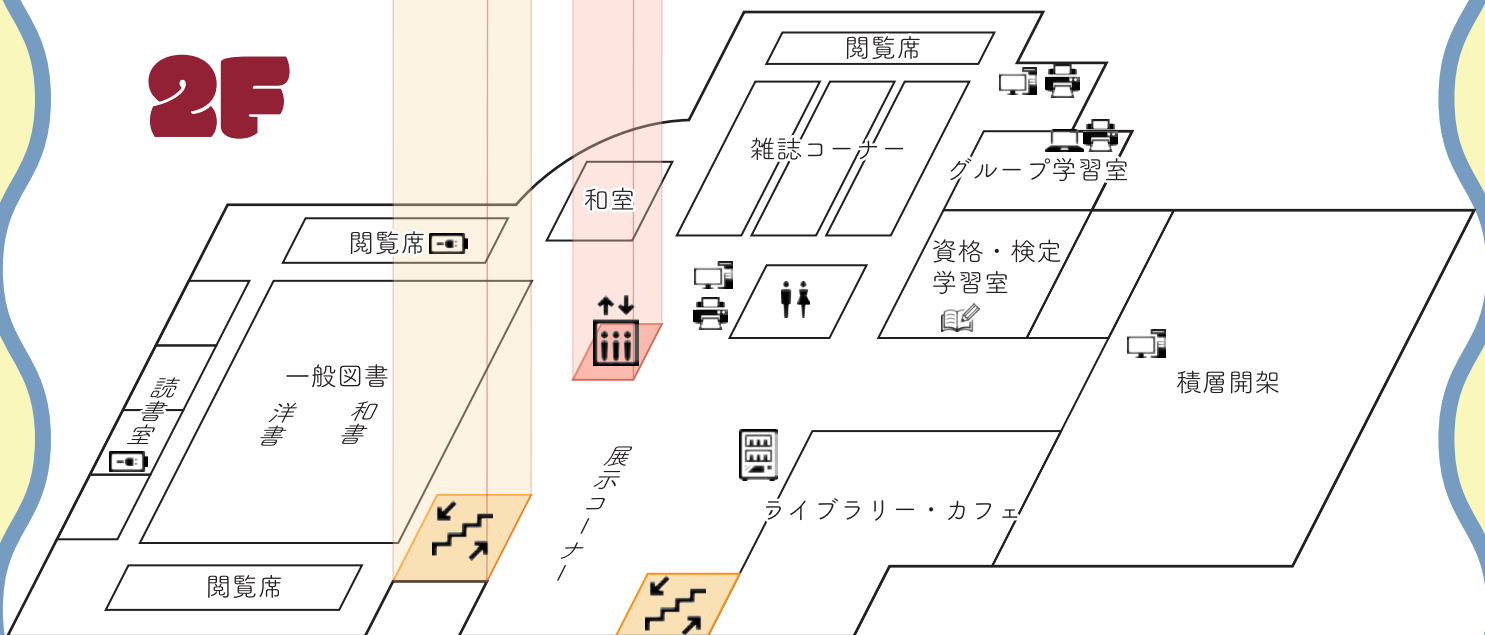 2F
閲覧席
雑誌コーナー
グループ学習室
和室
閲覧席
資格・検定
学習室
一般図書
洋書
和書
読書室
積層開架
展示コーナー
ライブラリー・カフェ
閲覧席